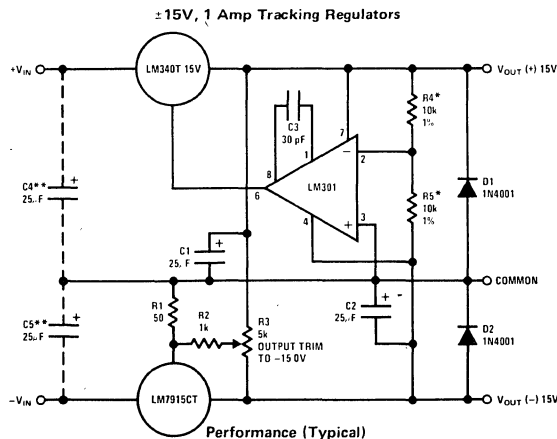 ±15V, 1 Amp Tracking Regulators
+VIN
LM340T 15V
VOUT (+) 15V
C3
30 pF
R4*
10k
1%
7
1
8
2
−
LM301
6
C4**
25μF
+
4
+
3
R5*
10k
1%
D1
1N4001
C1
25μF
+
COMMON
C5**
25μF
+
R1
50
R2
1k
R3
5k
OUTPUT TRIM
TO -15.0V
C2
25μF
+
D2
1N4001
-VIN
LM7915CT
VOUT (-) 15V
Performance (Typical)